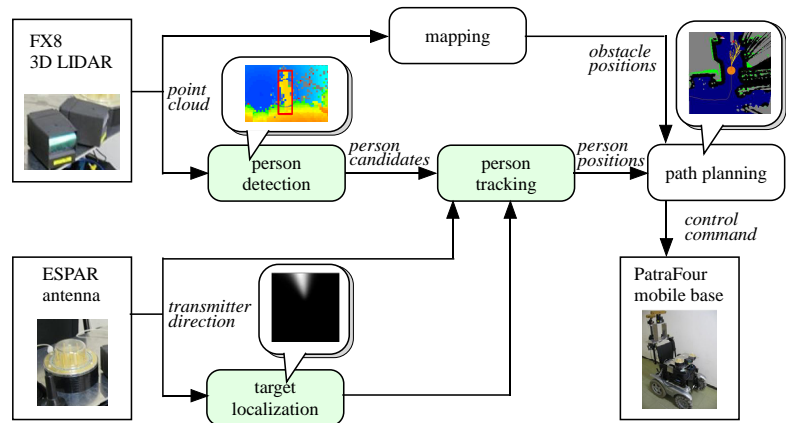 FX8
3D LIDAR
point
cloud
mapping
obstacle
positions
person
detection
person
candidates
person
tracking
person
positions
path planning
control
command
ESPAR
antenna
transmitter
direction
target
localization
PatraFour
mobile base